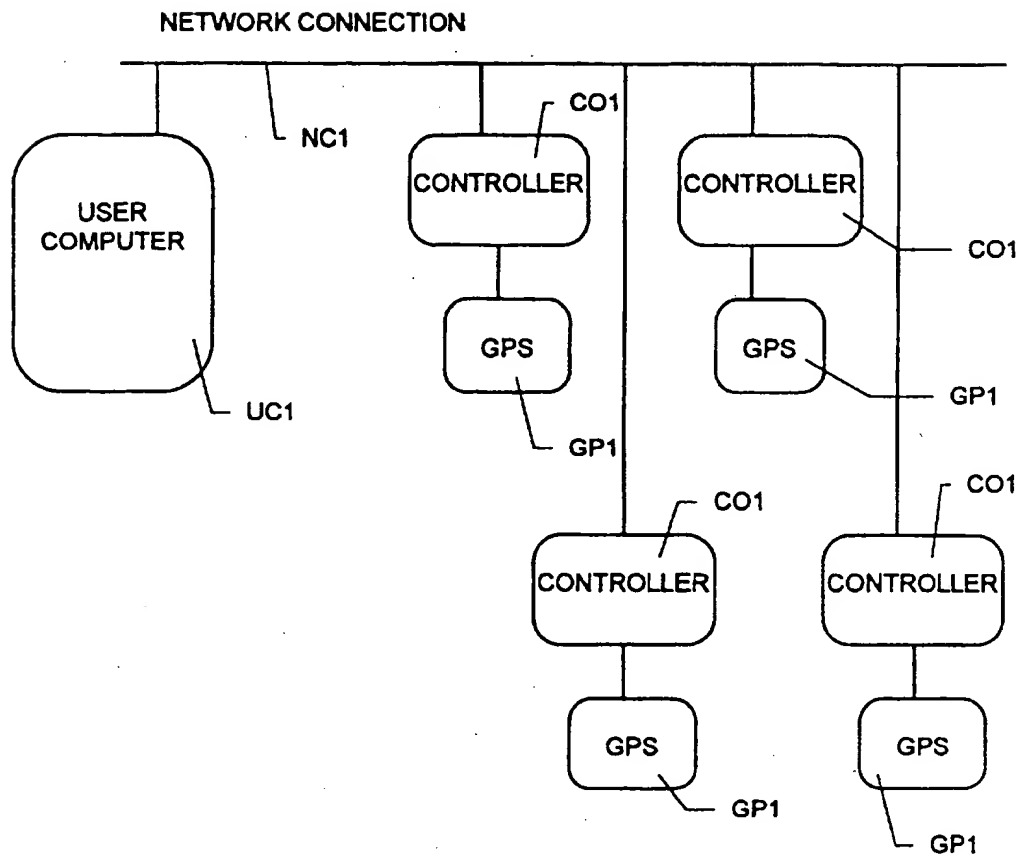 NETWORK CONNECTION
NC1
CO1
USER
COMPUTER
CONTROLLER
CONTROLLER
CO1
GPS
GPS
UC1
GP1
GP1
CO1
CO1
CONTROLLER
CONTROLLER
GPS
GPS
GP1
GP1